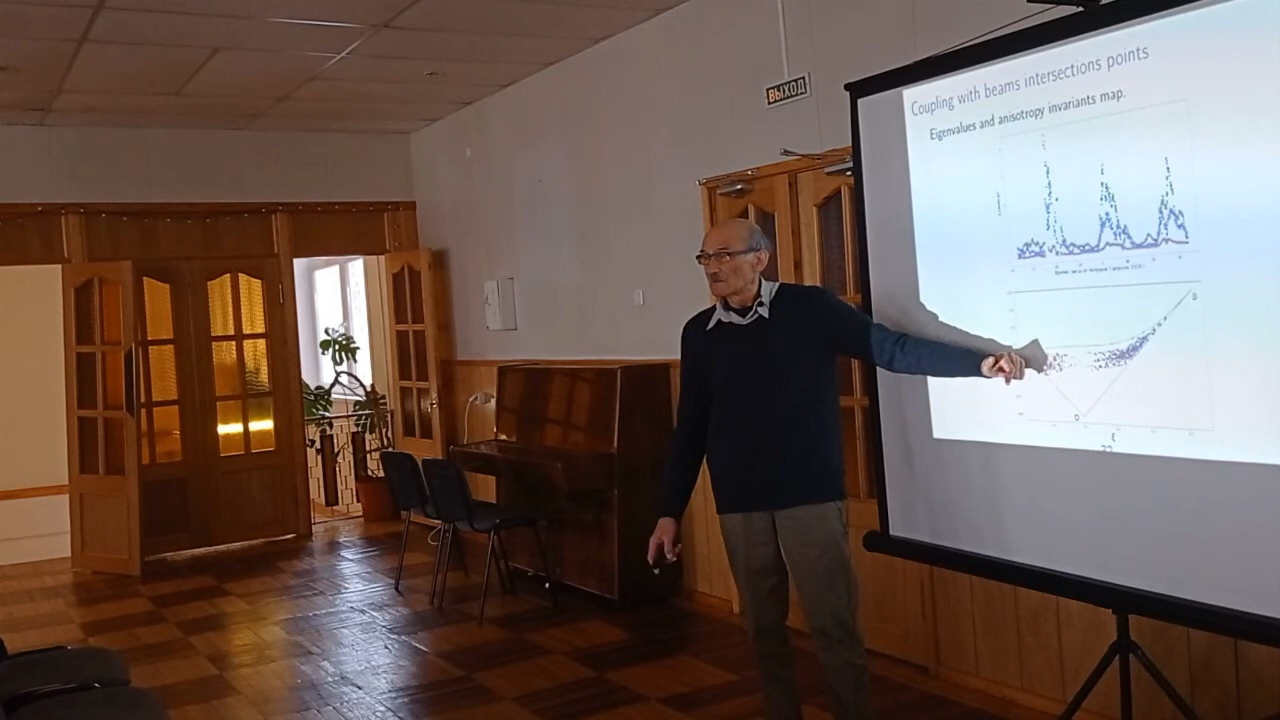 ВЫХОД
Coupling with beams intersections points
Eigenvalues and anisotropy invariants map.